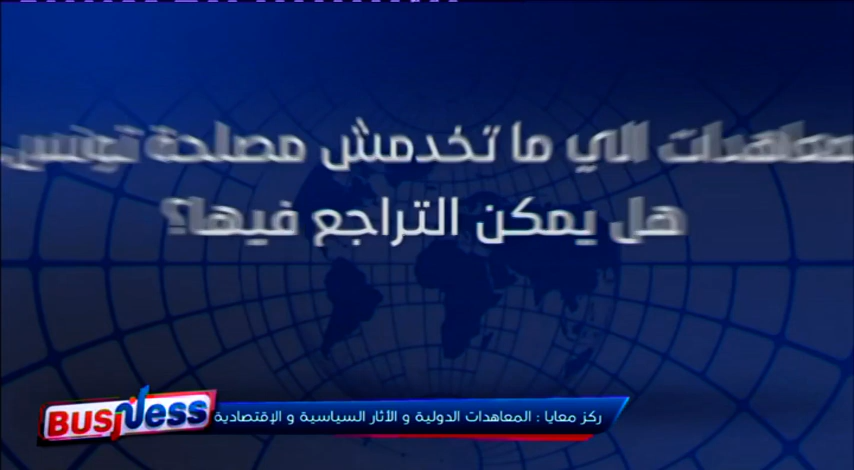 معاهدات الي ما تخدمش مصلحة تونس
هل يمكن التراجع فيها؟
BUSINESS
ركز معايا : المعاهدات الدولية و الآثار السياسية و الإقتصادية